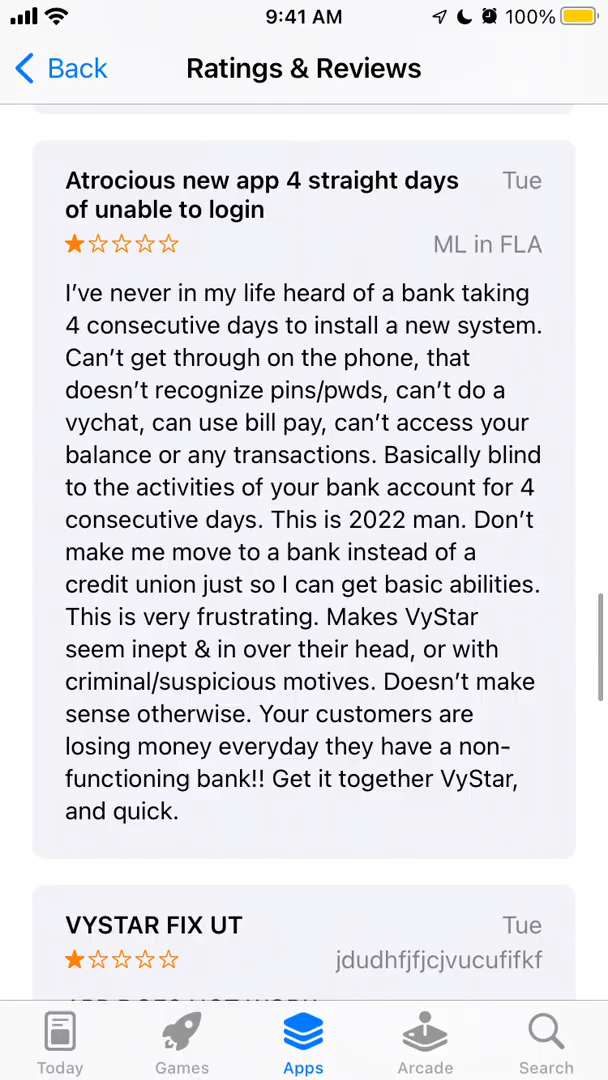 9:41 AM
100%
Back
Ratings & Reviews
Atrocious new app 4 straight days
of unable to login
Tue
ML in FLA
I've never in my life heard of a bank taking
4 consecutive days to install a new system.
Can't get through on the phone, that
doesn't recognize pins/pwds, can't do a
vychat, can use bill pay, can't access your
balance or any transactions. Basically blind
to the activities of your bank account for 4
consecutive days. This is 2022 man. Don't
make me move to a bank instead of a
credit union just so I can get basic abilities.
This is very frustrating. Makes VyStar
seem inept & in over their head, or with
criminal/suspicious motives. Doesn't make
sense otherwise. Your customers are
losing money everyday they have a non-
functioning bank!! Get it together VyStar,
and quick.
VYSTAR FIX UT
Tue
jdudhfjfjcjvucufifkf
Today
Games
Apps
Arcade
Search